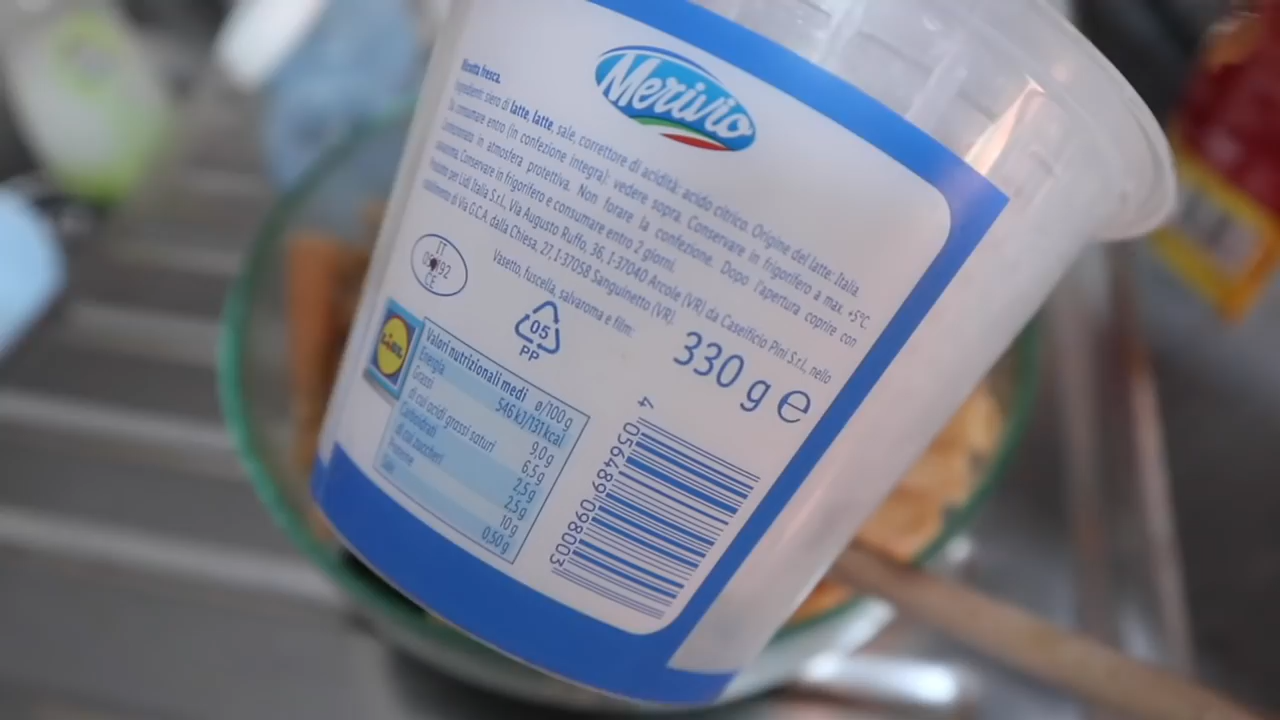 Merivio
Ricotta fresca.
Ingredienti: siero di latte, latte, sale, correttore di acidità: acido citrico. Origine del latte: Italia.
Da consumare entro (in confezione integra): vedere sopra. Conservare in frigorifero a max. +5°C.
Confezionato in atmosfera protettiva. Non forare la confezione. Dopo l'apertura coprire con
salvaroma. Conservare in frigorifero e consumare entro 2 giorni.
Prodotto per Lidl Italia S.r.l., Via Augusto Ruffo, 36, I-37040 Arcole (VR) da Caseificio Pini S.r.l., nello
stabilimento di Via G.C.A. dalla Chiesa, 27, I-37058 Sanguinetto (VR).
IT
CE
Vasetto, fuscella, salvaroma e film:
05
PP
330 g e
LIDL
Valori nutrizionali medi ø/100 g
Energia 546 kJ/131 kcal
Grassi 9,0 g
di cui acidi grassi saturi 6,5 g
Carboidrati 2,5 g
di cui zuccheri 2,5 g
Proteine 10 g
Sale 0,50 g
4 056489 098003